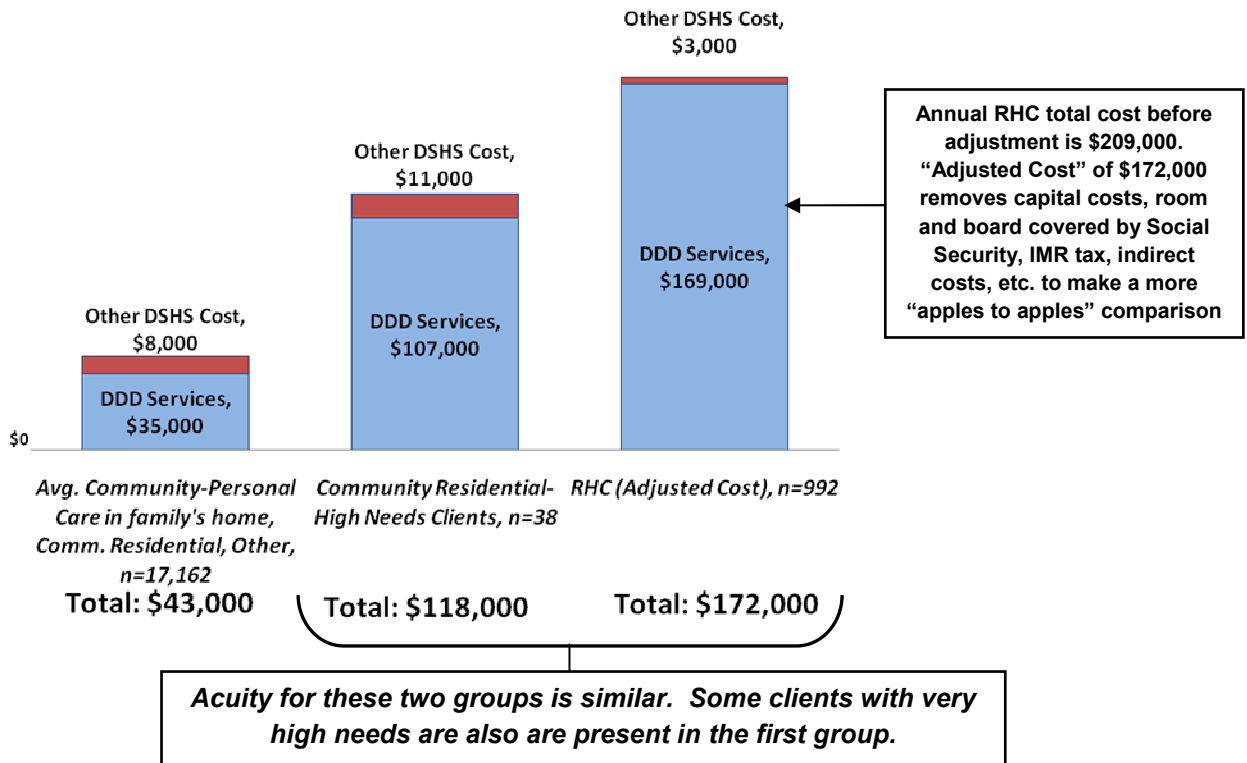 Other DSHS Cost,
$3,000
Annual RHC total cost before
adjustment is $209,000.
“Adjusted Cost” of $172,000
removes capital costs, room
and board covered by Social
Security, IMR tax, indirect
costs, etc. to make a more
“apples to apples” comparison
Other DSHS Cost,
$11,000
DDD Services,
$169,000
Other DSHS Cost,
$8,000
DDD Services,
$107,000
DDD Services,
$35,000
$0
Avg. Community-Personal
Care in family's home,
Comm. Residential, Other,
n=17,162
Community Residential-
High Needs Clients, n=38
RHC (Adjusted Cost), n=992
Total: $43,000
Total: $118,000
Total: $172,000
Acuity for these two groups is similar. Some clients with very
high needs are also are present in the first group.